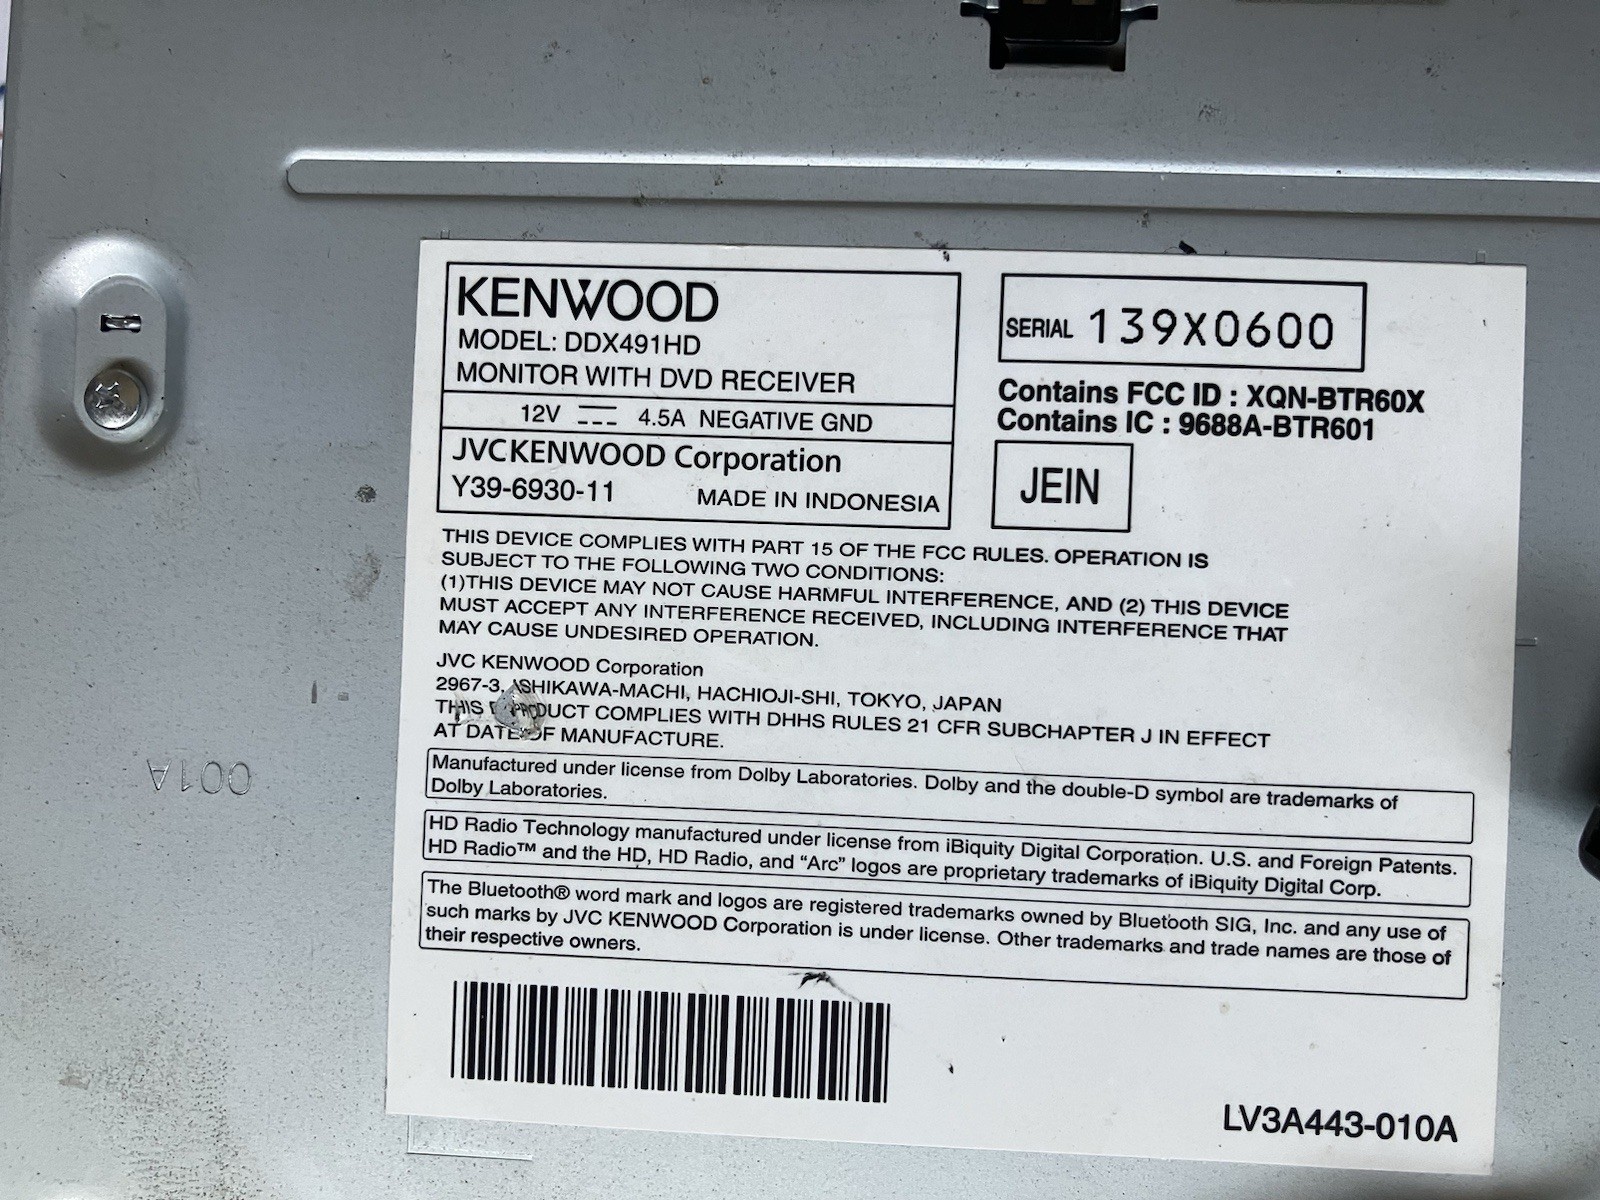 KENWOOD
MODEL: DDX491HD
MONITOR WITH DVD RECEIVER
12V 4.5A NEGATIVE GND
JVCKENWOOD Corporation
Y39-6930-11 MADE IN INDONESIA
SERIAL 139X0600
Contains FCC ID : XQN-BTR60X
Contains IC : 9688A-BTR601
JEIN
THIS DEVICE COMPLIES WITH PART 15 OF THE FCC RULES. OPERATION IS
SUBJECT TO THE FOLLOWING TWO CONDITIONS:
(1)THIS DEVICE MAY NOT CAUSE HARMFUL INTERFERENCE, AND (2) THIS DEVICE
MUST ACCEPT ANY INTERFERENCE RECEIVED, INCLUDING INTERFERENCE THAT
MAY CAUSE UNDESIRED OPERATION.
JVC KENWOOD Corporation
2967-3, ISHIKAWA-MACHI, HACHIOJI-SHI, TOKYO, JAPAN
THIS PRODUCT COMPLIES WITH DHHS RULES 21 CFR SUBCHAPTER J IN EFFECT
AT DATE OF MANUFACTURE.
Manufactured under license from Dolby Laboratories. Dolby and the double-D symbol are trademarks of
Dolby Laboratories.
HD Radio Technology manufactured under license from iBiquity Digital Corporation. U.S. and Foreign Patents.
HD Radio™ and the HD, HD Radio, and “Arc” logos are proprietary trademarks of iBiquity Digital Corp.
The Bluetooth® word mark and logos are registered trademarks owned by Bluetooth SIG, Inc. and any use of
such marks by JVC KENWOOD Corporation is under license. Other trademarks and trade names are those of
their respective owners.
LV3A443-010A
001A